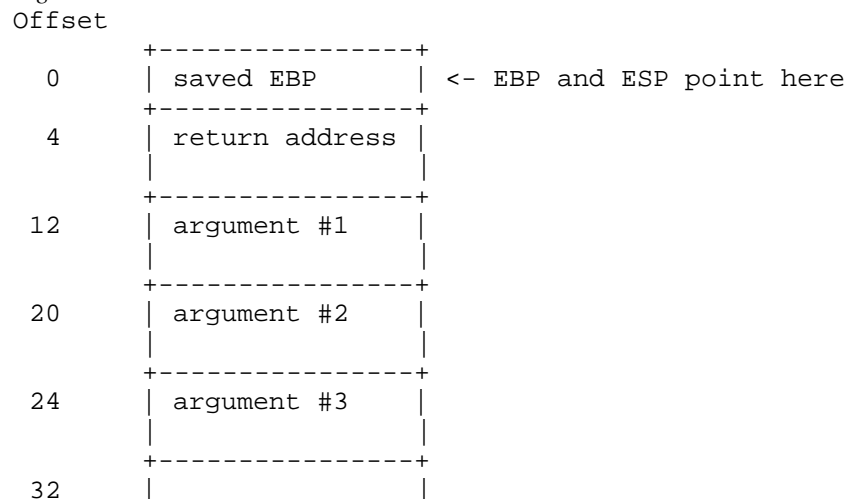 Offset
+----------------+
0 | saved EBP | <- EBP and ESP point here
+----------------+
4 | return address |
| |
+----------------+
12 | argument #1 |
| |
+----------------+
20 | argument #2 |
| |
+----------------+
24 | argument #3 |
| |
+----------------+
32 | |